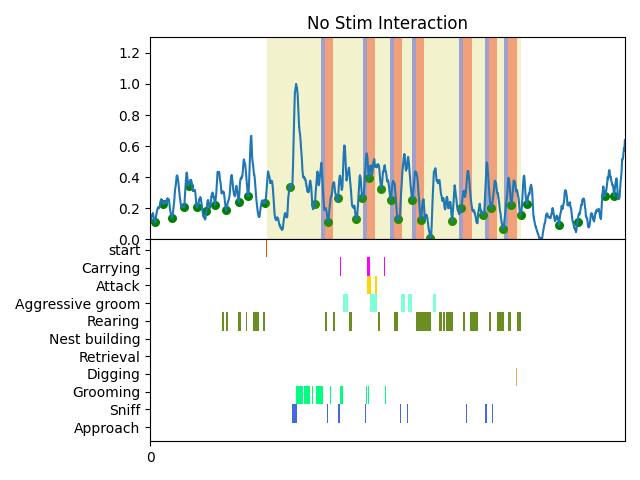 No Stim Interaction
1.2
1.0
0.8
0.6
0.4
0.2
0.0
start
Carrying
Attack
Aggressive groom
Rearing
Nest building
Retrieval
Digging
Grooming
Sniff
Approach
0